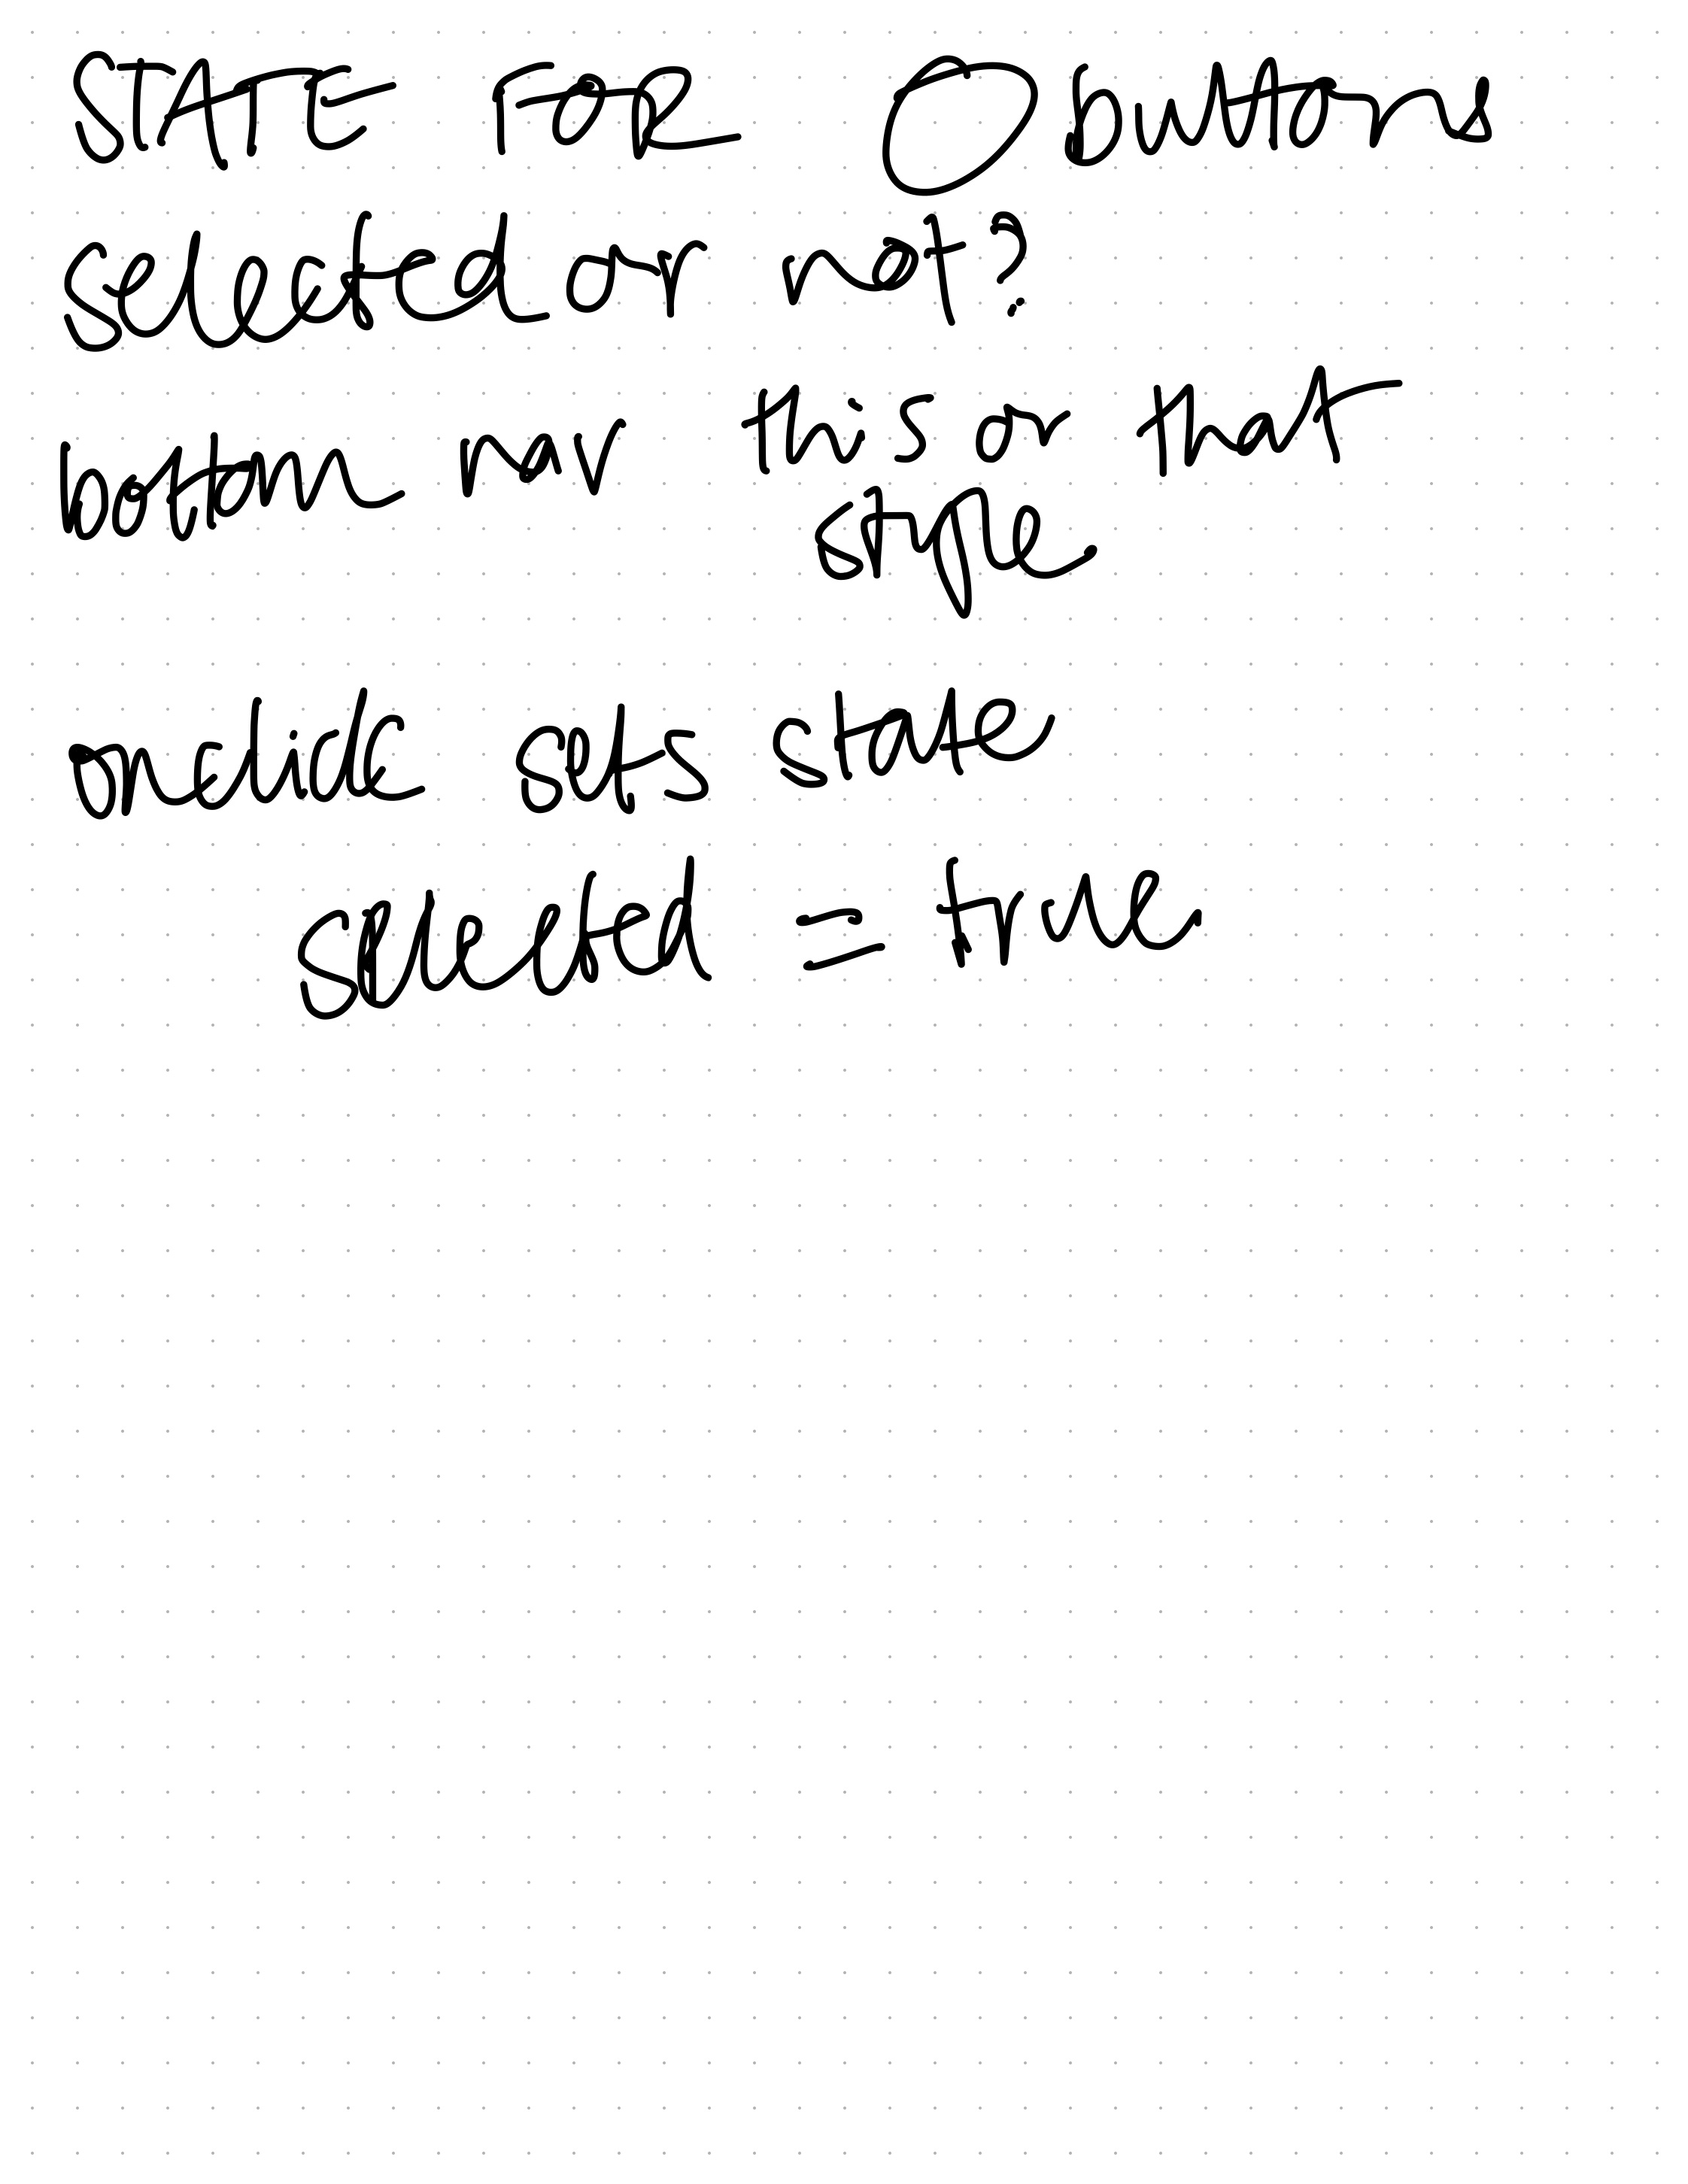 STATE FOR O buttons
selected or not?
bottom nav this or that
style
onclick sets state
selected = true